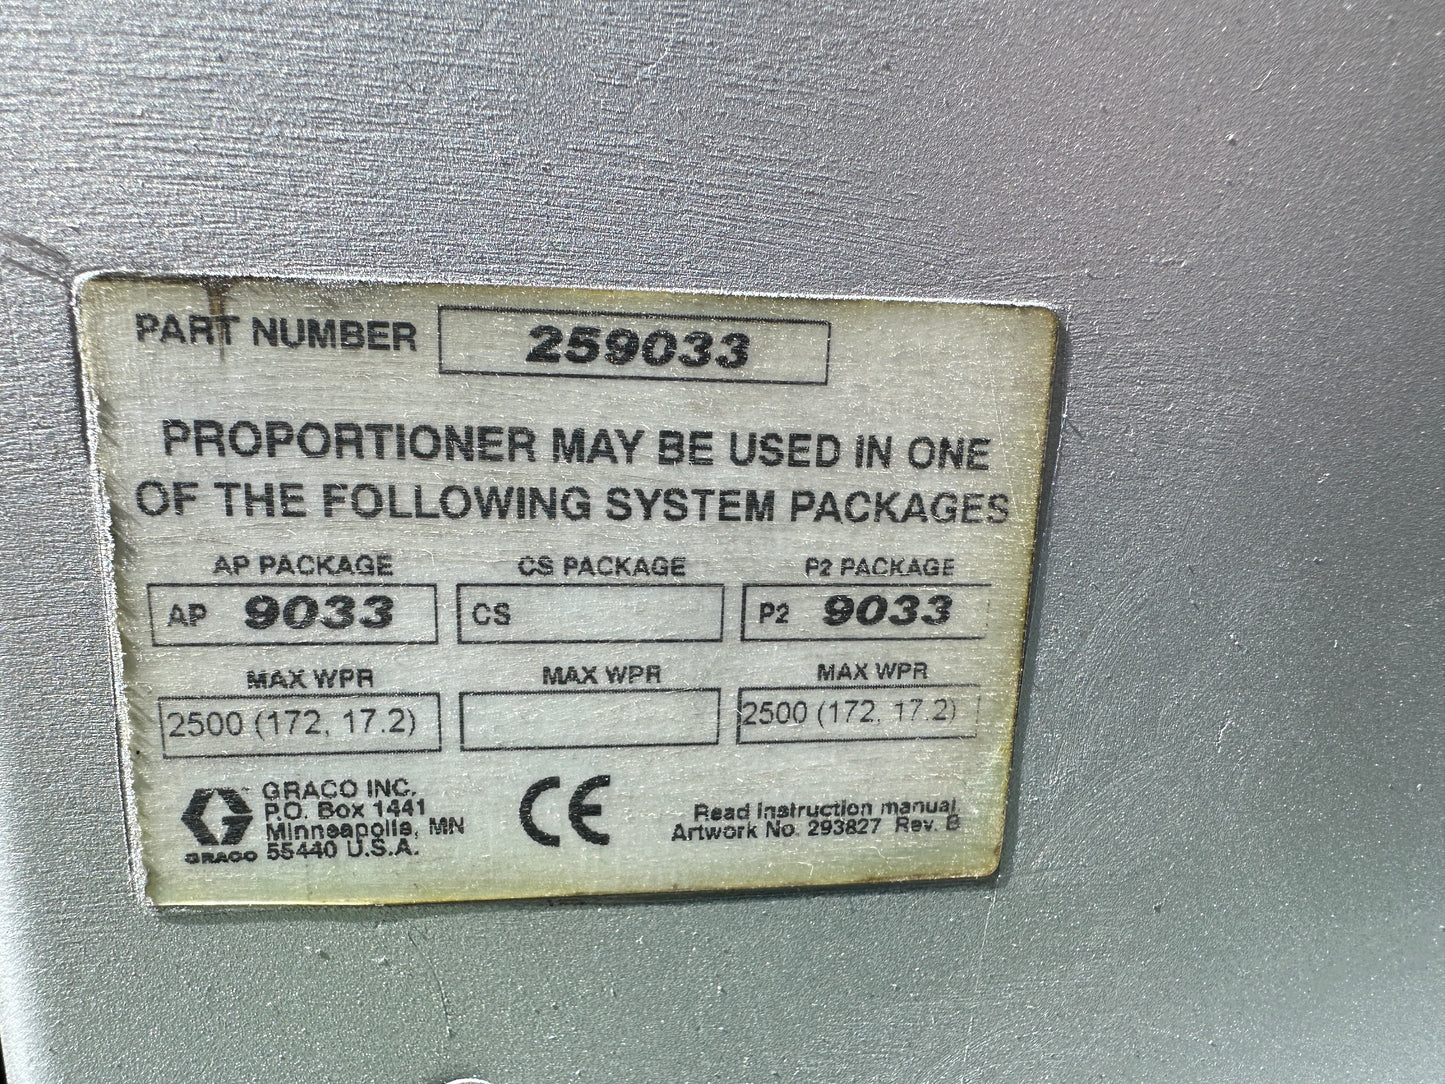 PART NUMBER 259033
PROPORTIONER MAY BE USED IN ONE
OF THE FOLLOWING SYSTEM PACKAGES
AP PACKAGE CS PACKAGE P2 PACKAGE
AP 9033 CS P2 9033
MAX WPR MAX WPR MAX WPR
2500 (172, 17.2) 2500 (172, 17.2)
GRACO
GRACO INC.
P.O. Box 1441
Minneapolis, MN
55440 U.S.A.
CE
Read instruction manual
Artwork No. 293827 Rev. B